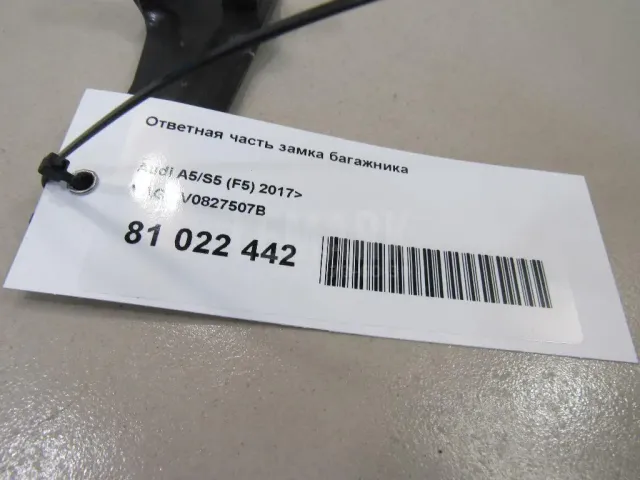 Ответная часть замка багажника
Audi A5/S5 (F5) 2017>
V0827507B
81 022 442